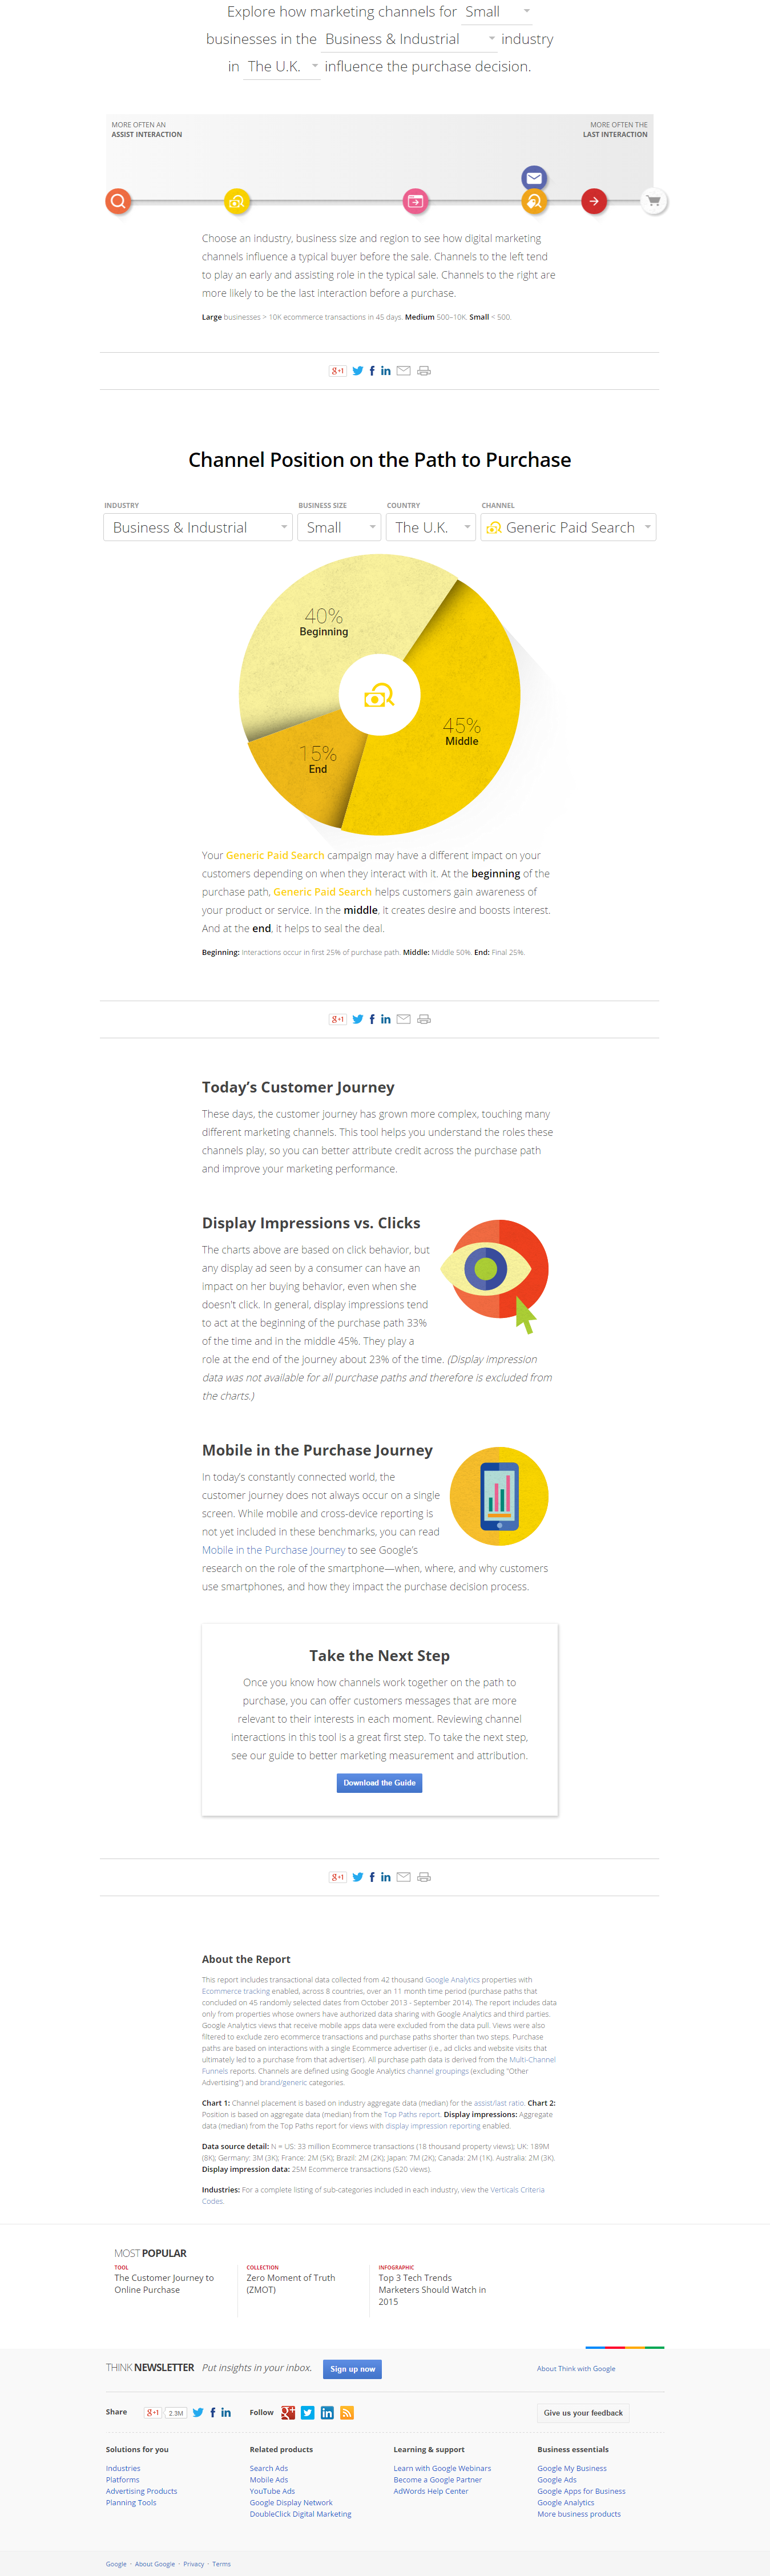 Explore how marketing channels for Small
businesses in the Business & Industrial industry
in The U.K. influence the purchase decision.
MORE OFTEN AN
ASSIST INTERACTION
MORE OFTEN THE
LAST INTERACTION
Choose an industry, business size and region to see how digital marketing
channels influence a typical buyer before the sale. Channels to the left tend
to play an early and assisting role in the typical sale. Channels to the right are
more likely to be the last interaction before a purchase.
Large businesses > 10K ecommerce transactions in 45 days. Medium 500–10K. Small < 500.
g+1
Channel Position on the Path to Purchase
INDUSTRY BUSINESS SIZE COUNTRY CHANNEL
Business & Industrial Small The U.K. Generic Paid Search
40%
Beginning
45%
Middle
15%
End
Your Generic Paid Search campaign may have a different impact on your
customers depending on when they interact with it. At the beginning of the
purchase path, Generic Paid Search helps customers gain awareness of
your product or service. In the middle, it creates desire and boosts interest.
And at the end, it helps to seal the deal.
Beginning: Interactions occur in first 25% of purchase path. Middle: Middle 50%. End: Final 25%.
g+1
Today's Customer Journey
These days, the customer journey has grown more complex, touching many
different marketing channels. This tool helps you understand the roles these
channels play, so you can better attribute credit across the purchase path
and improve your marketing performance.
Display Impressions vs. Clicks
The charts above are based on click behavior, but
any display ad seen by a consumer can have an
impact on her buying behavior, even when she
doesn't click. In general, display impressions tend
to act at the beginning of the purchase path 33%
of the time and in the middle 45%. They play a
role at the end of the journey about 23% of the time. (Display impression
data was not available for all purchase paths and therefore is excluded from
the charts.)
Mobile in the Purchase Journey
In today's constantly connected world, the
customer journey does not always occur on a single
screen. While mobile and cross-device reporting is
not yet included in these benchmarks, you can read
Mobile in the Purchase Journey to see Google's
research on the role of the smartphone—when, where, and why customers
use smartphones, and how they impact the purchase decision process.
Take the Next Step
Once you know how channels work together on the path to
purchase, you can offer customers messages that are more
relevant to their interests in each moment. Reviewing channel
interactions in this tool is a great first step. To take the next step,
see our guide to better marketing measurement and attribution.
Download the Guide
g+1
About the Report
This report includes transactional data collected from 42 thousand Google Analytics properties with
Ecommerce tracking enabled, across 8 countries, over an 11 month time period (purchase paths that
concluded on 45 randomly selected dates from October 2013 - September 2014). The report includes data
only from properties whose owners have authorized data sharing with Google Analytics and third parties.
Google Analytics views that receive mobile apps data were excluded from the data pull. Views were also
filtered to exclude zero ecommerce transactions and purchase paths shorter than two steps. Purchase
paths are based on interactions with a single Ecommerce advertiser (i.e., ad clicks and website visits that
ultimately led to a purchase from that advertiser). All purchase path data is derived from the Multi-Channel
Funnels reports. Channels are defined using Google Analytics channel groupings (excluding "Other
Advertising") and brand/generic categories.
Chart 1: Channel placement is based on industry aggregate data (median) for the assist/last ratio. Chart 2:
Position is based on aggregate data (median) from the Top Paths report. Display impressions: Aggregate
data (median) from the Top Paths report for views with display impression reporting enabled.
Data source detail: N = US: 33 million Ecommerce transactions (18 thousand property views); UK: 189M
(8K); Germany: 3M (3K); France: 2M (5K); Brazil: 2M (2K); Japan: 7M (2K); Canada: 2M (1K). Australia: 2M (3K).
Display impression data: 25M Ecommerce transactions (520 views).
Industries: For a complete listing of sub-categories included in each industry, view the Verticals Criteria
Codes.
MOST POPULAR
TOOL
The Customer Journey to
Online Purchase
COLLECTION
Zero Moment of Truth
(ZMOT)
INFOGRAPHIC
Top 3 Tech Trends
Marketers Should Watch in
2015
THINK NEWSLETTER Put insights in your inbox. Sign up now
About Think with Google
Share g+1 2.3M Follow
Give us your feedback
Solutions for you
Industries
Platforms
Advertising Products
Planning Tools
Related products
Search Ads
Mobile Ads
YouTube Ads
Google Display Network
DoubleClick Digital Marketing
Learning & support
Learn with Google Webinars
Become a Google Partner
AdWords Help Center
Business essentials
Google My Business
Google Ads
Google Apps for Business
Google Analytics
More business products
Google · About Google · Privacy · Terms